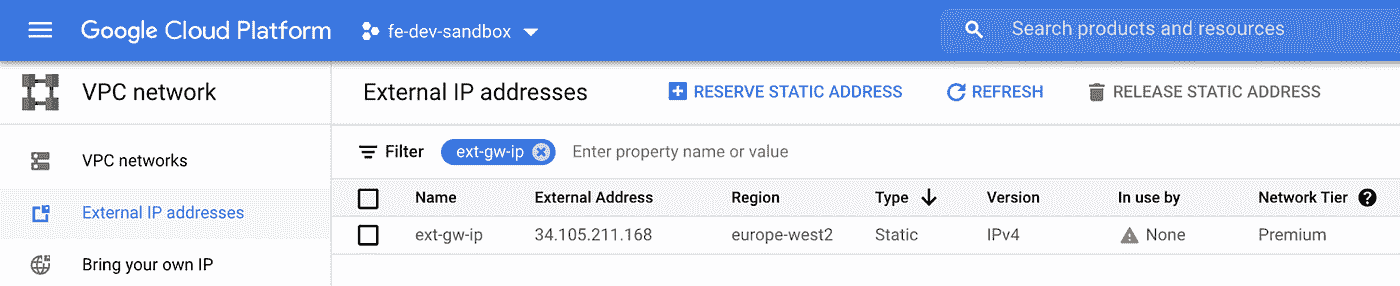 Google Cloud Platform fe-dev-sandbox Search products and resources
VPC network External IP addresses RESERVE STATIC ADDRESS REFRESH RELEASE STATIC ADDRESS
VPC networks Filter ext-gw-ip Enter property name or value
Name External Address Region Type Version In use by Network Tier
External IP addresses
ext-gw-ip 34.105.211.168 europe-west2 Static IPv4 None Premium
Bring your own IP